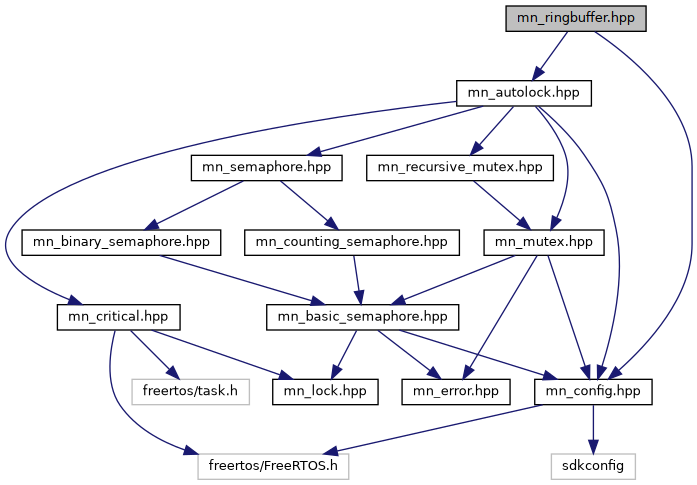 mn_ringbuffer.hpp
mn_autolock.hpp
mn_semaphore.hpp
mn_recursive_mutex.hpp
mn_binary_semaphore.hpp
mn_counting_semaphore.hpp
mn_mutex.hpp
mn_critical.hpp
mn_basic_semaphore.hpp
freertos/task.h
mn_lock.hpp
mn_error.hpp
mn_config.hpp
freertos/FreeRTOS.h
sdkconfig